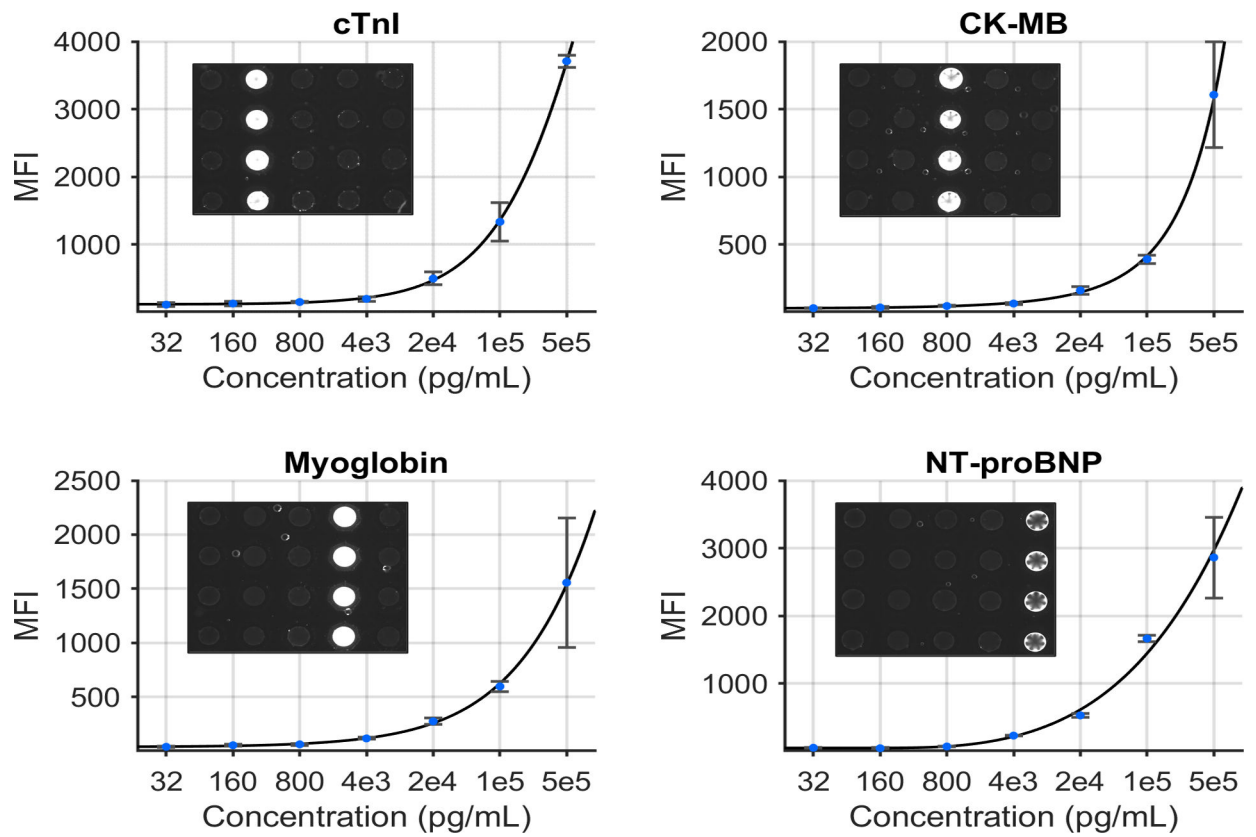 cTnI
4000
3000
2000
1000
MFI
32 160 800 4e3 2e4 1e5 5e5
Concentration (pg/mL)
CK-MB
2000
1500
1000
500
MFI
32 160 800 4e3 2e4 1e5 5e5
Concentration (pg/mL)
Myoglobin
2500
2000
1500
1000
500
MFI
32 160 800 4e3 2e4 1e5 5e5
Concentration (pg/mL)
NT-proBNP
4000
3000
2000
1000
MFI
32 160 800 4e3 2e4 1e5 5e5
Concentration (pg/mL)